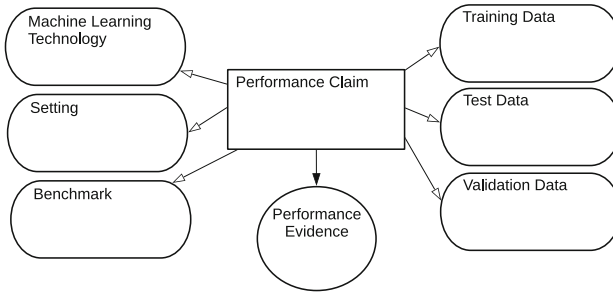 Machine Learning
Technology
Setting
Benchmark
Performance Claim
Performance
Evidence
Training Data
Test Data
Validation Data